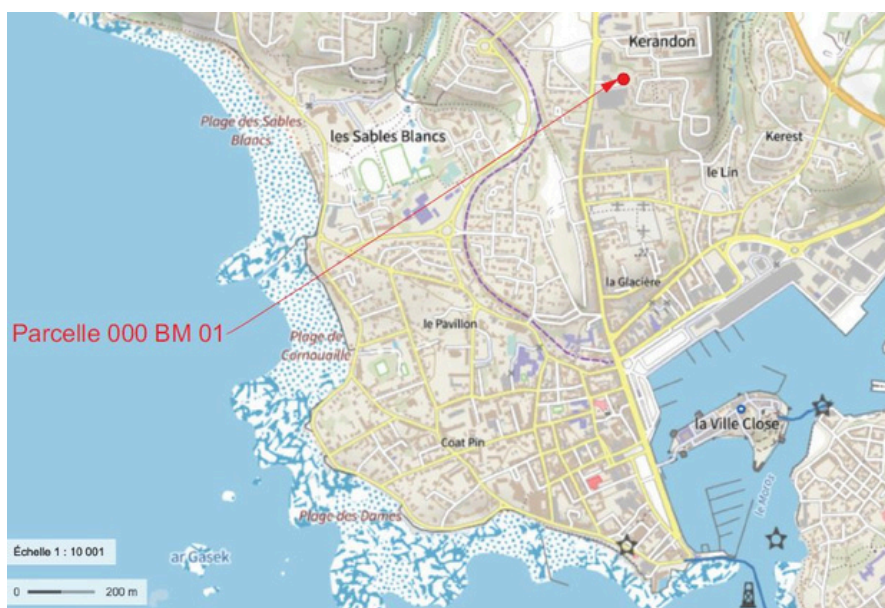 Kerandon
Plage des Sables
Blancs
les Sables Blancs
Kerest
le Lin
la Glacière
Parcelle 000 BM 01
le Pavillon
Plage de
Cornouaille
la Ville Close
Coat Pin
le Moros
Plage des Dames
ar Gasek
Échelle 1 : 10 001
0 200 m